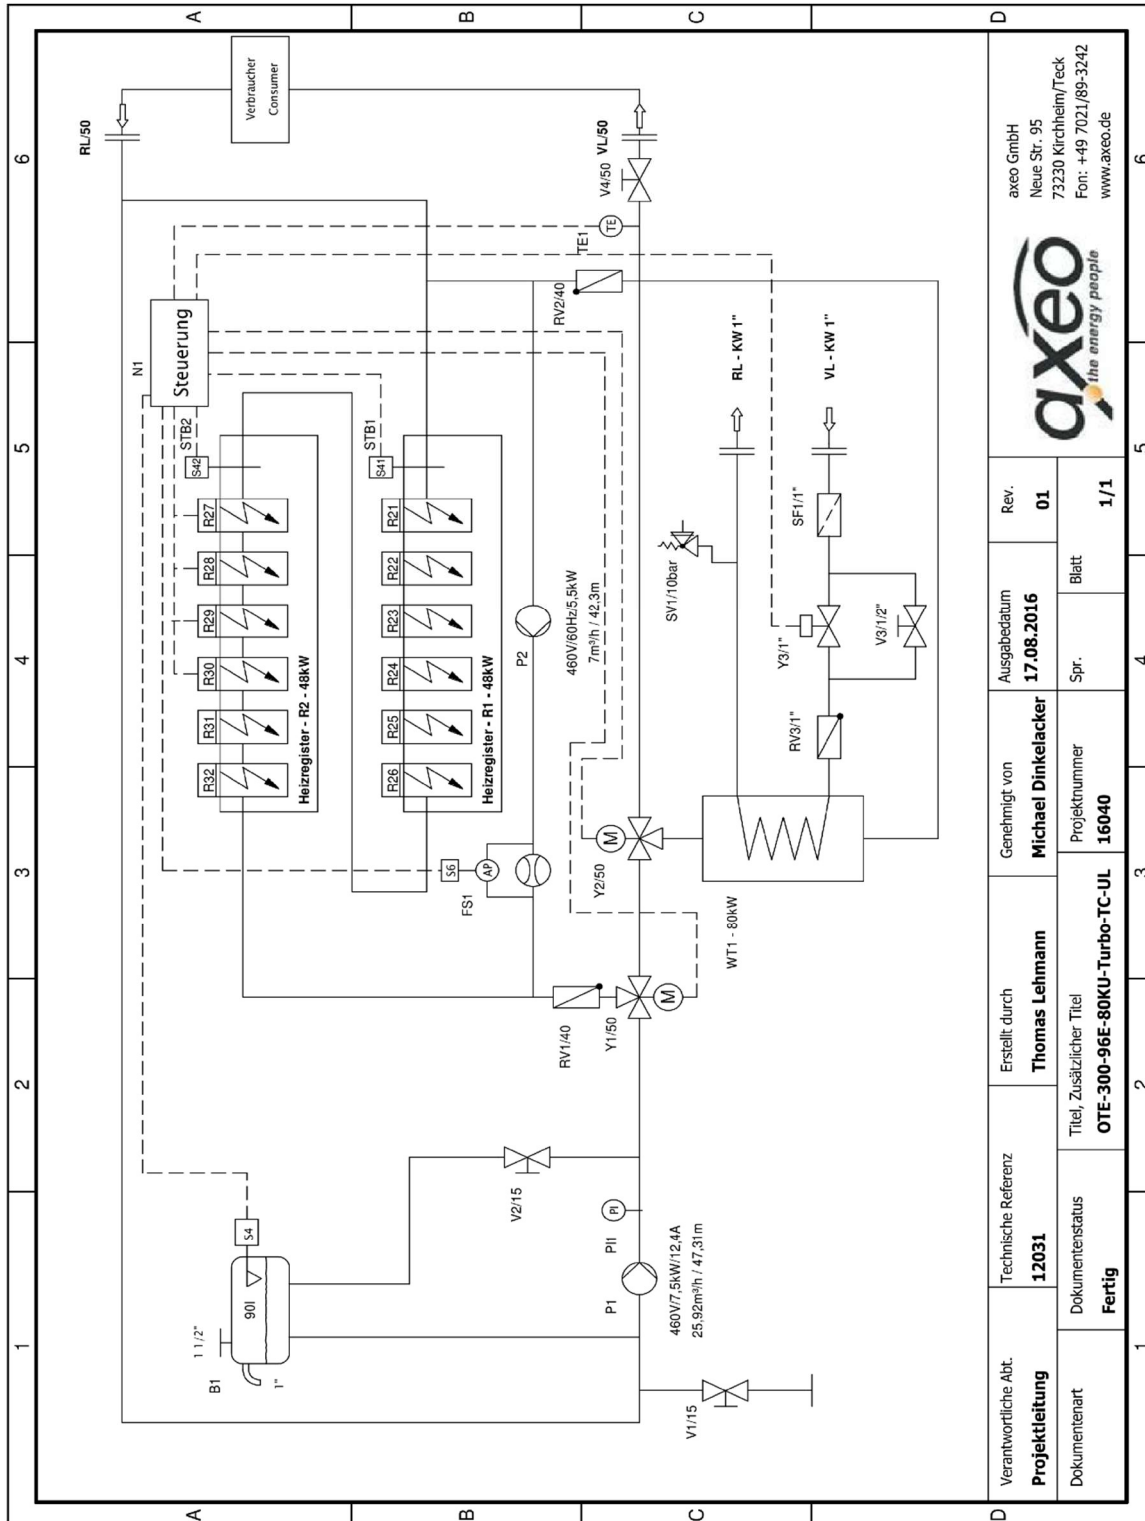 1
2
3
4
5
6
A
B
C
D
A
B
C
D
1
2
3
4
5
6
RL/50
Verbraucher
Consumer
VL/50
V4/50
TE
TE1
N1
Steuerung
STB2
S42
STB1
S41
R32
R31
R30
R29
R28
R27
Heizregister - R2 - 48kW
R26
R25
R24
R23
R22
R21
Heizregister - R1 - 48kW
P2
460V/60Hz/5,5kW
7m³/h / 42,3m
S6
AP
FS1
RV1/40
RV2/40
Y1/50
M
Y2/50
M
B1
1 1/2"
1"
90l
S4
V2/15
PI1
PI
P1
460V/7,5kW/12,4A
25,92m³/h / 47,31m
V1/15
WT1 - 80kW
SV1/10bar
RL - KW 1"
VL - KW 1"
Y3/1"
SF1/1"
RV3/1"
V3/1/2"
Verantwortliche Abt.
Projektleitung
Technische Referenz
12031
Erstellt durch
Thomas Lehmann
Genehmigt von
Michael Dinkelacker
Ausgabedatum
17.08.2016
Rev.
01
Dokumentenart
Dokumentenstatus
Fertig
Titel, Zusätzlicher Titel
OTE-300-96E-80KU-Turbo-TC-UL
Projektnummer
16040
Spr.
Blatt
1/1
axeo
the energy people
axeo GmbH
Neue Str. 95
73230 Kirchheim/Teck
Fon: +49 7021/89-3242
www.axeo.de